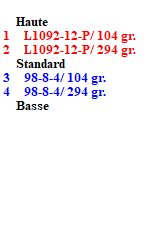 Haute
1 L1092-12-P/ 104 gr.
2 L1092-12-P/ 294 gr.
Standard
3 98-8-4/ 104 gr.
4 98-8-4/ 294 gr.
Basse